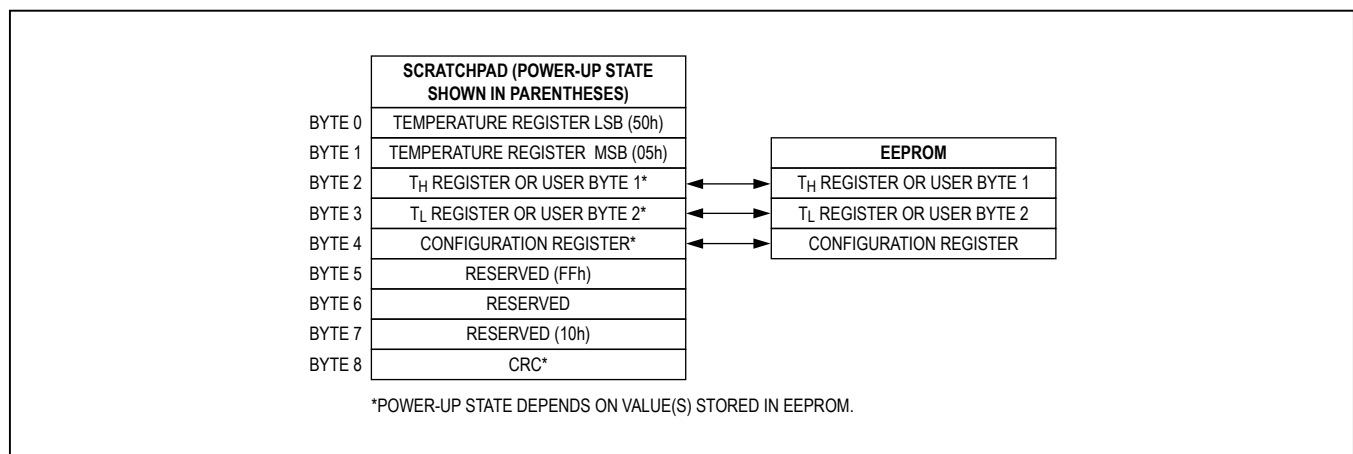 SCRATCHPAD (POWER-UP STATE
SHOWN IN PARENTHESES)
BYTE 0 TEMPERATURE REGISTER LSB (50h)
BYTE 1 TEMPERATURE REGISTER MSB (05h) EEPROM
BYTE 2 TH REGISTER OR USER BYTE 1* TH REGISTER OR USER BYTE 1
BYTE 3 TL REGISTER OR USER BYTE 2* TL REGISTER OR USER BYTE 2
BYTE 4 CONFIGURATION REGISTER* CONFIGURATION REGISTER
BYTE 5 RESERVED (FFh)
BYTE 6 RESERVED
BYTE 7 RESERVED (10h)
BYTE 8 CRC*
*POWER-UP STATE DEPENDS ON VALUE(S) STORED IN EEPROM.